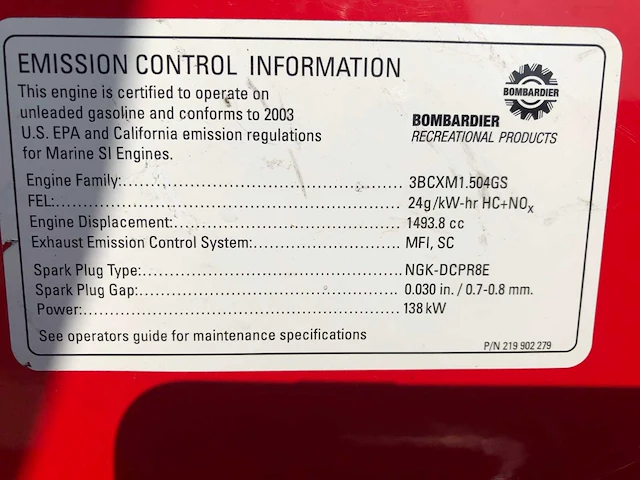 EMISSION CONTROL INFORMATION
This engine is certified to operate on
unleaded gasoline and conforms to 2003
U.S. EPA and California emission regulations
for Marine SI Engines.
BOMBARDIER
BOMBARDIER
RECREATIONAL PRODUCTS
Engine Family:.......................................................3BCXM1.504GS
FEL:.......................................................................24g/kW-hr HC+NOx
Engine Displacement:............................................1493.8 cc
Exhaust Emission Control System:.............................MFI, SC
Spark Plug Type:....................................................NGK-DCPR8E
Spark Plug Gap:.....................................................0.030 in. / 0.7-0.8 mm.
Power:...................................................................138 kW
See operators guide for maintenance specifications
P/N 219 902 279